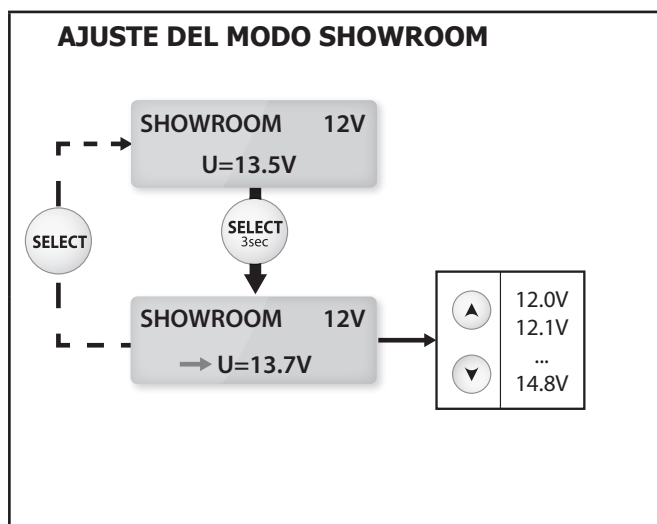 AJUSTE DEL MODO SHOWROOM
SHOWROOM 12V
U=13.5V
SELECT
SELECT
3sec
SHOWROOM 12V
U=13.7V
12.0V
12.1V
...
14.8V